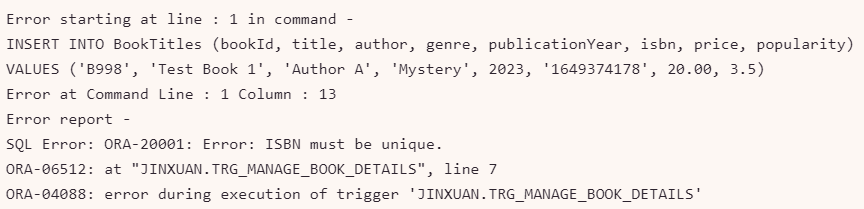 Error starting at line : 1 in command -
INSERT INTO BookTitles (bookId, title, author, genre, publicationYear, isbn, price, popularity)
VALUES ('B998', 'Test Book 1', 'Author A', 'Mystery', 2023, '1649374178', 20.00, 3.5)
Error at Command Line : 1 Column : 13
Error report -
SQL Error: ORA-20001: Error: ISBN must be unique.
ORA-06512: at "JINXUAN.TRG_MANAGE_BOOK_DETAILS", line 7
ORA-04088: error during execution of trigger 'JINXUAN.TRG_MANAGE_BOOK_DETAILS'